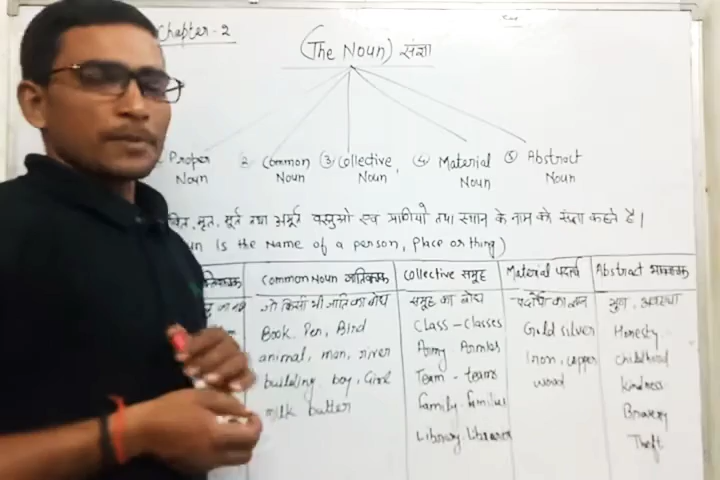 Chapter-2
(The Noun) संज्ञा
Proper Noun
2 Common Noun
③ Collective Noun
④ Material Noun
⑤ Abstract Noun
मृत, मूर्त तथा अमूर्त वस्तुओ एवं प्राणियो तथा स्थान के नाम को संज्ञा कहते है।
un Is the Name of a person, Place or thing)
Common Noun जातिवाचक
Collective समूह
Material पदार्थ
Abstract भाववाचक
जो किसी भी जाति का बोध
समूह का बोध
गुण, अवस्था
Book, Pen, Bird
animal, man, river
building boy, Girl
milk butter
Class - Classes
Army Armies
Team - teams
Family - Families
Library - Libraries
Gold silver
Iron, copper
wood
Honesty
childhood
kindness
Bravery
Theft